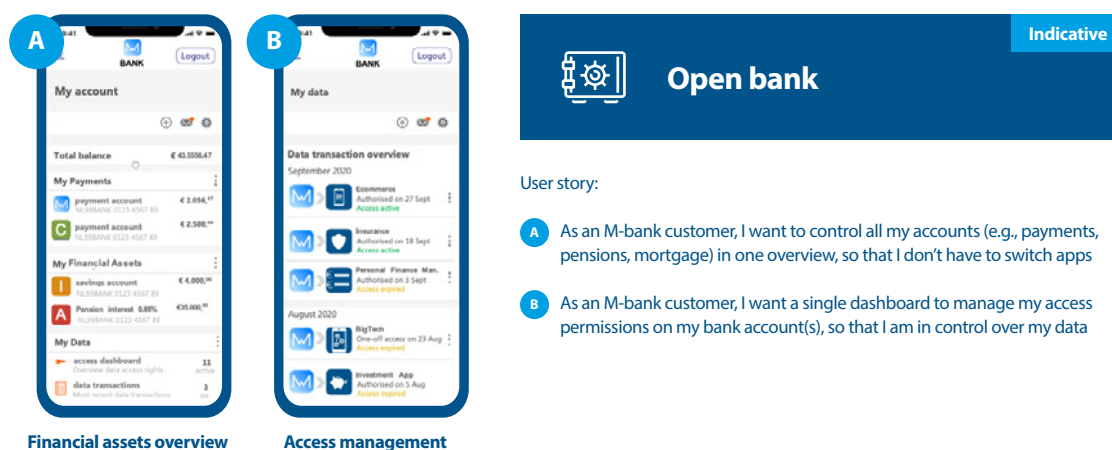 A
9:41
BANK
Logout
My account
Total balance € 43.5556,47
My Payments
payment account € 2.056,
NL99BANK 0123 4567 89
C payment account € 2.500,
NL99BANK 0123 4567 89
My Financial Assets
I savings account € 4.000,00
NL99BANK 0123 4567 89
A Pension interest 0,80% €35.000,
NL99BANK 0123 4567 89
My Data
access dashboard 11
Overview data access rights active
data transactions 3
Most recent data transactions
Financial assets overview
B
9:41
BANK
Logout
My data
Data transaction overview
September 2020
Ecommerce
Authorised on 27 Sept
Access active
Insurance
Authorised on 18 Sept
Access active
Personal Finance Man.
Authorised on 3 Sept
Access expired
August 2020
BigTech
One-off access on 23 Aug
Access expired
Investment App
Authorised on 5 Aug
Access expired
Access management
Indicative
Open bank
User story:
A As an M-bank customer, I want to control all my accounts (e.g., payments,
pensions, mortgage) in one overview, so that I don't have to switch apps
B As an M-bank customer, I want a single dashboard to manage my access
permissions on my bank account(s), so that I am in control over my data